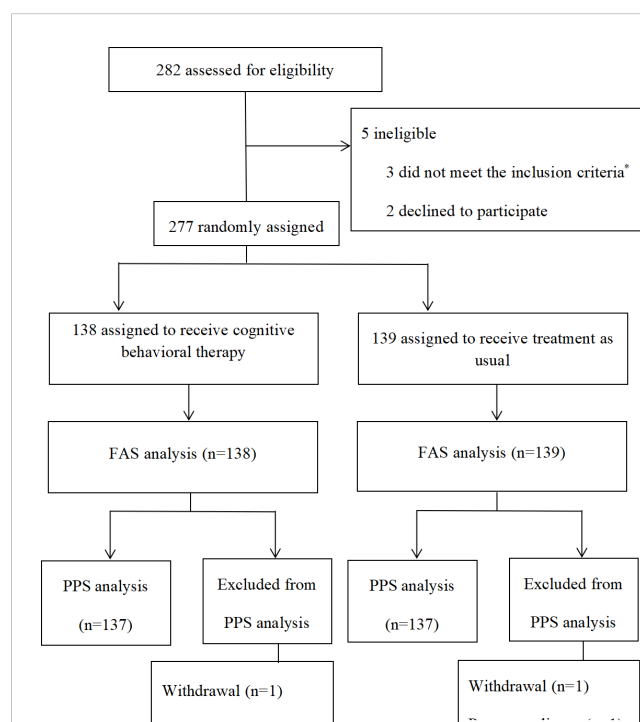 282 assessed for eligibility
5 ineligible
3 did not meet the inclusion criteria*
2 declined to participate
277 randomly assigned
138 assigned to receive cognitive
behavioral therapy
139 assigned to receive treatment as
usual
FAS analysis (n=138)
FAS analysis (n=139)
PPS analysis
(n=137)
Excluded from
PPS analysis
PPS analysis
(n=137)
Excluded from
PPS analysis
Withdrawal (n=1)
Withdrawal (n=1)